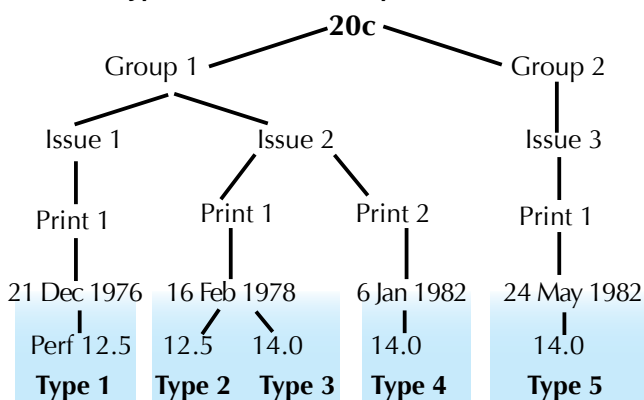 20c
Group 1 Group 2
Issue 1 Issue 2 Issue 3
Print 1 Print 1 Print 2 Print 1
21 Dec 1976 16 Feb 1978 6 Jan 1982 24 May 1982
Perf 12.5 12.5 14.0 14.0 14.0
Type 1 Type 2 Type 3 Type 4 Type 5